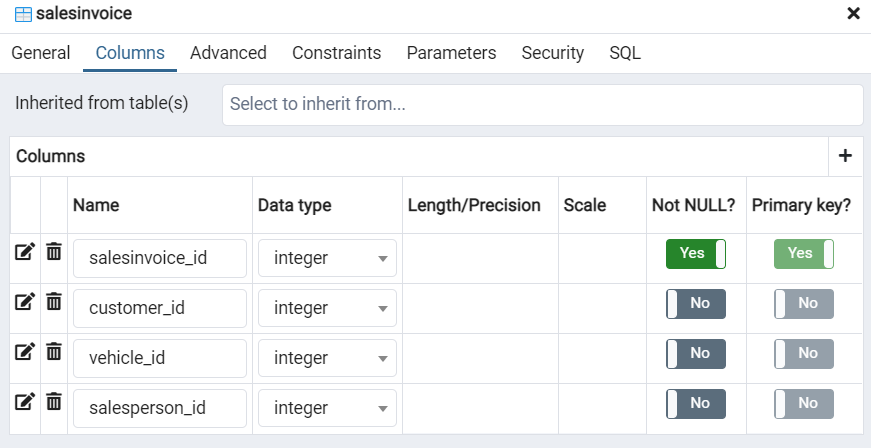 salesinvoice
General Columns Advanced Constraints Parameters Security SQL
Inherited from table(s) Select to inherit from...
Columns
Name Data type Length/Precision Scale Not NULL? Primary key?
salesinvoice_id integer Yes Yes
customer_id integer No No
vehicle_id integer No No
salesperson_id integer No No